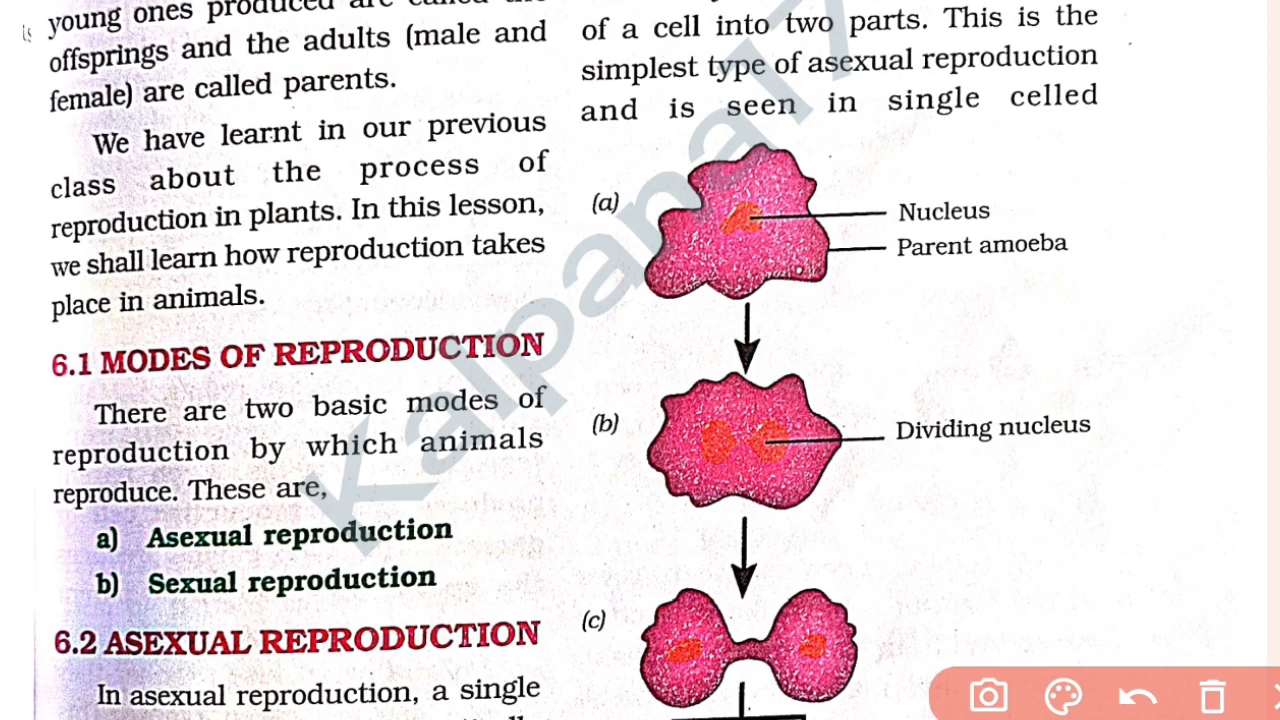 young ones produced are called the
offsprings and the adults (male and
female) are called parents.
We have learnt in our previous
class about the process of
reproduction in plants. In this lesson,
we shall learn how reproduction takes
place in animals.
6.1 MODES OF REPRODUCTION
There are two basic modes of
reproduction by which animals
reproduce. These are,
a) Asexual reproduction
b) Sexual reproduction
6.2 ASEXUAL REPRODUCTION
In asexual reproduction, a single
of a cell into two parts. This is the
simplest type of asexual reproduction
and is seen in single celled
(a)
Nucleus
Parent amoeba
(b)
Dividing nucleus
(c)